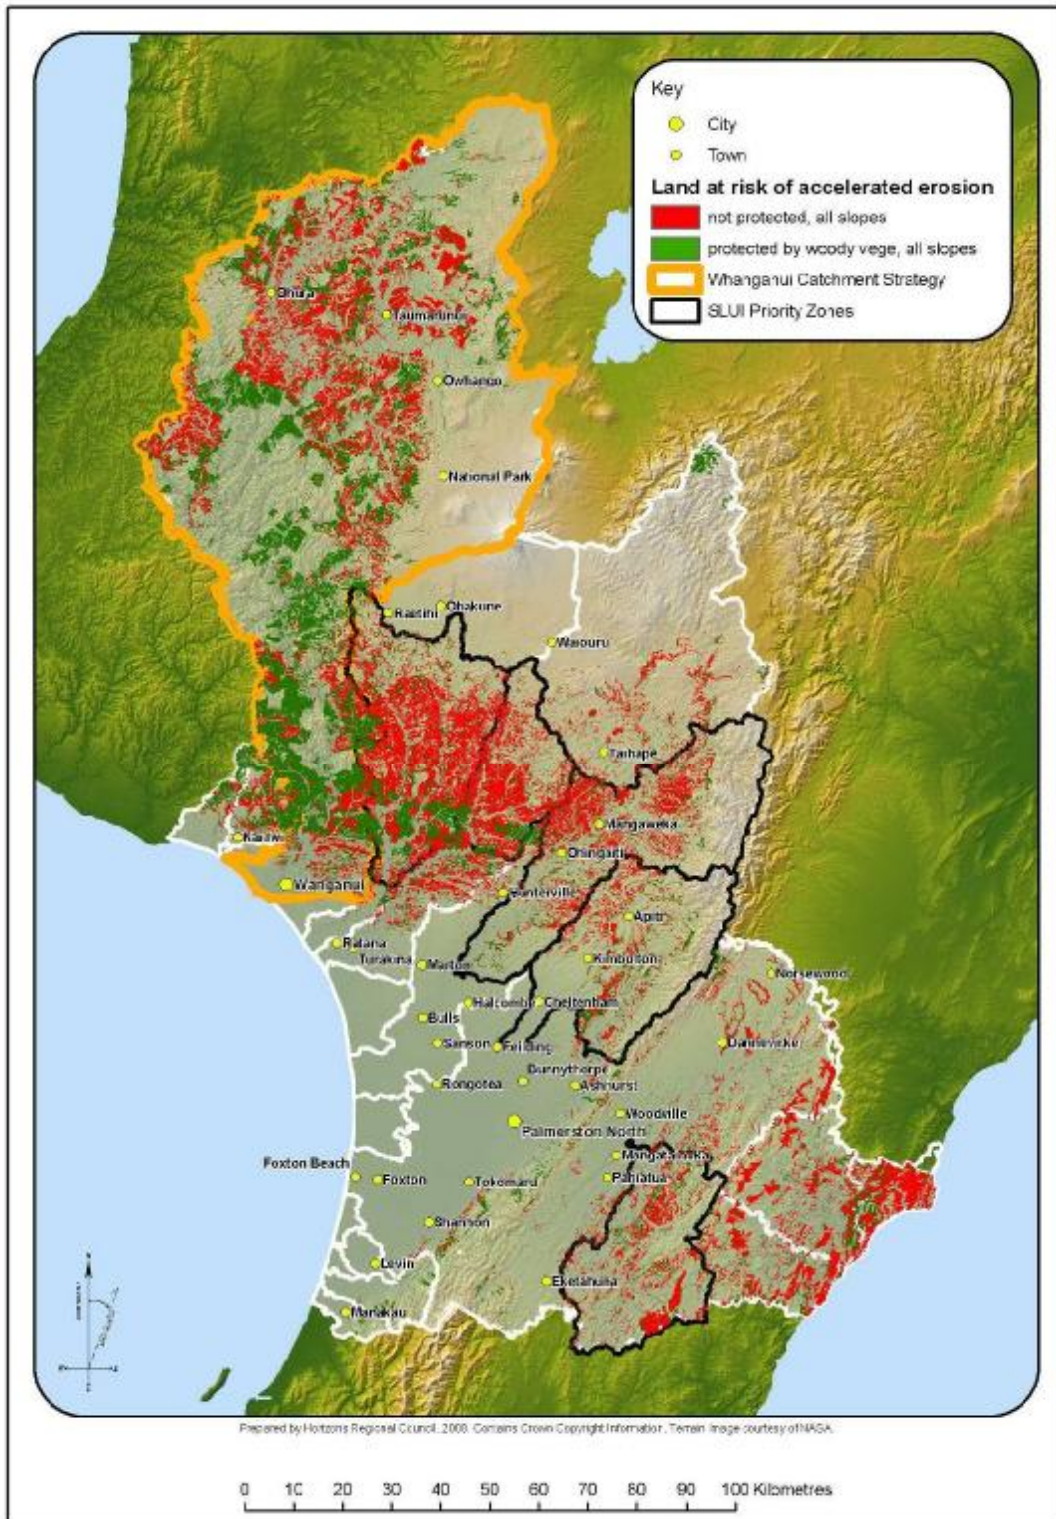 Key
City
Town
Land at risk of accelerated erosion
not protected, all slopes
protected by woody vege, all slopes
Whanganui Catchment Strategy
SLUI Priority Zones
Ohura
Taumarunui
Owhango
National Park
Raetihi
Ohakune
Waiouru
Taihape
Mangaweka
Ohingaiti
Hunterville
Kaiiwi
Wanganui
Apiti
Kimbolton
Ratana
Turakina
Marton
Norsewood
Halcombe
Cheltenham
Bulls
Sanson
Feilding
Dannevirke
Bunnythorpe
Rongotea
Ashhurst
Woodville
Palmerston North
Mangatainoka
Foxton Beach
Foxton
Tokomaru
Pahiatua
Shannon
Levin
Eketahuna
Manakau
Prepared by Horizons Regional Council, 2008. Contains Crown Copyright Information. Terrain Image courtesy of NASA.
0 10 20 30 40 50 60 70 80 90 100 Kilometres